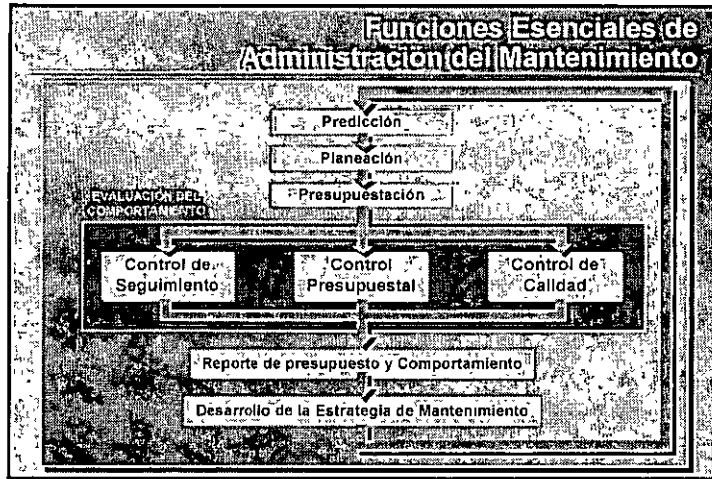 Funciones Esenciales de
Administración del Mantenimiento
Predicción
Planeación
Presupuestación
EVALUACIÓN DEL
COMPORTAMIENTO
Control de
Seguimiento
Control
Presupuestal
Control de
Calidad
Reporte de presupuesto y Comportamiento
Desarrollo de la Estrategia de Mantenimiento